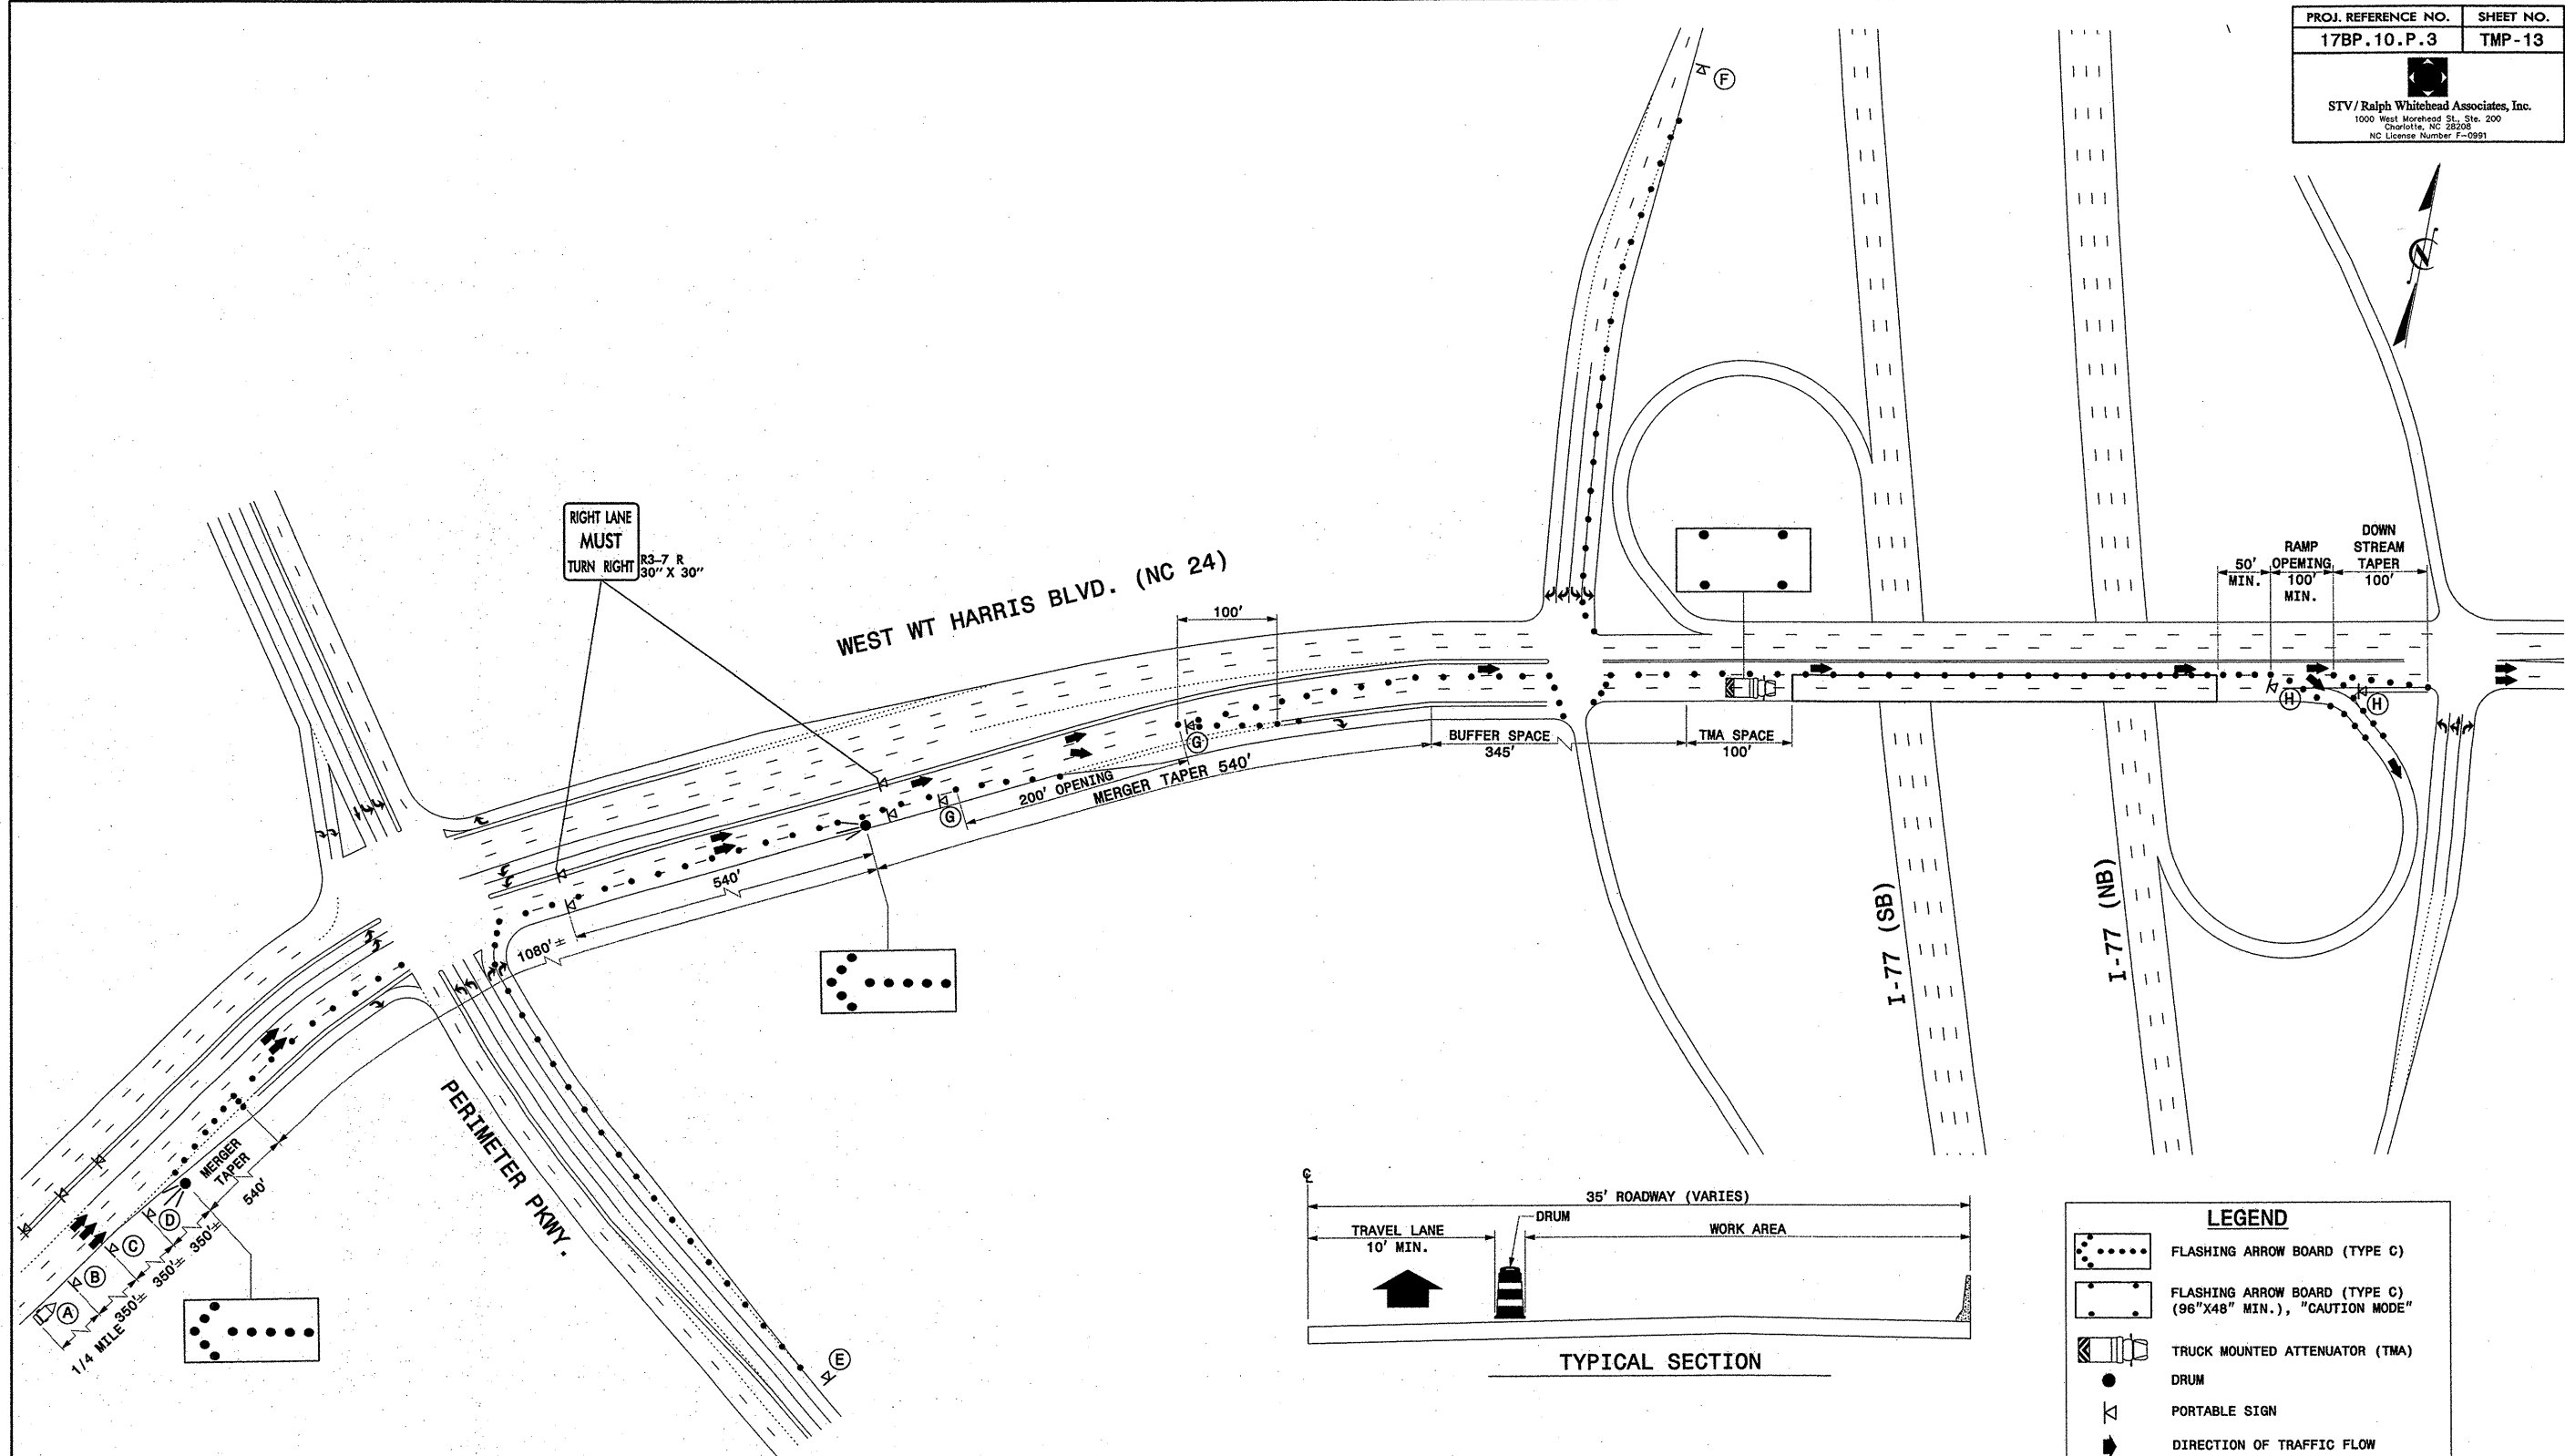 PROJ. REFERENCE NO. SHEET NO.
17BP.10.P.3 TMP-13
STV / Ralph Whitehead Associates, Inc.
1000 West Morehead St., Ste. 200
Charlotte, NC 28208
NC License Number F-0991
F
N
RIGHT LANE
MUST
TURN RIGHT
R3-7 R
30" X 30"
WEST WT HARRIS BLVD. (NC 24)
100'
50'
MIN.
RAMP
OPEMING
100'
MIN.
DOWN
STREAM
TAPER
100'
H
H
G
G
200' OPENING
MERGER TAPER 540'
BUFFER SPACE
345'
TMA SPACE
100'
540'
1080'±
I-77 (SB)
I-77 (NB)
PERIMETER PKWY.
MERGER
TAPER
540'
D
C
B
A
350'±
350'±
350'±
1/4 MILE
E
℄
35' ROADWAY (VARIES)
TRAVEL LANE
10' MIN.
DRUM
WORK AREA
TYPICAL SECTION
LEGEND
FLASHING ARROW BOARD (TYPE C)
FLASHING ARROW BOARD (TYPE C)
(96"X48" MIN.), "CAUTION MODE"
TRUCK MOUNTED ATTENUATOR (TMA)
DRUM
PORTABLE SIGN
DIRECTION OF TRAFFIC FLOW